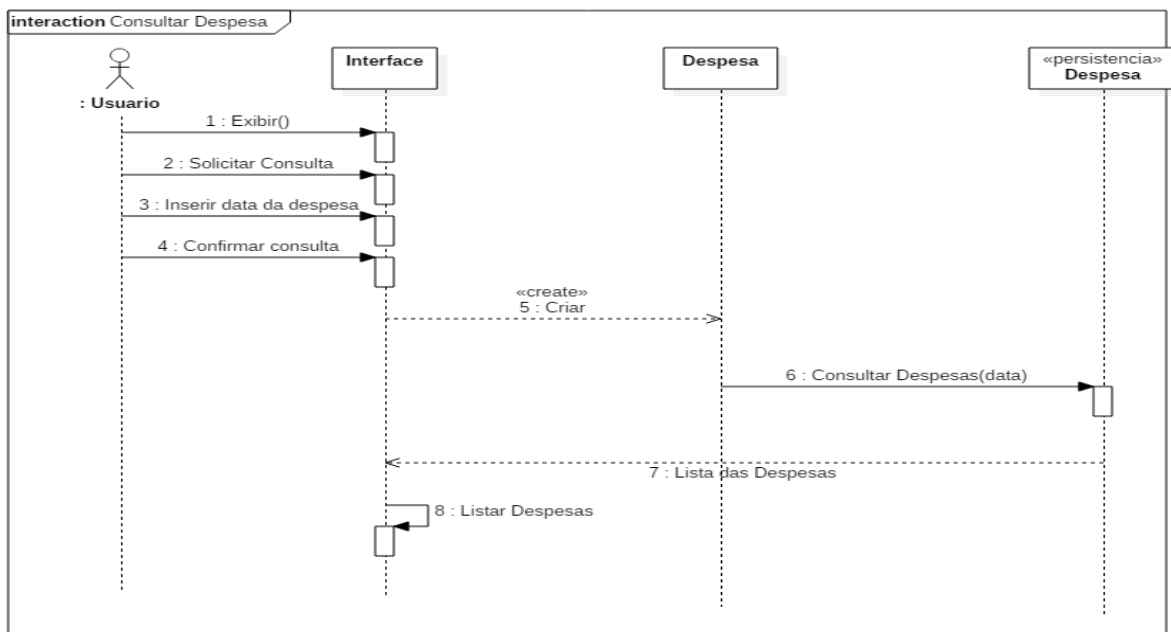 interaction Consultar Despesa
: Usuario
Interface
Despesa
«persistencia»
Despesa
1 : Exibir()
2 : Solicitar Consulta
3 : Inserir data da despesa
4 : Confirmar consulta
«create»
5 : Criar
6 : Consultar Despesas(data)
7 : Lista das Despesas
8 : Listar Despesas